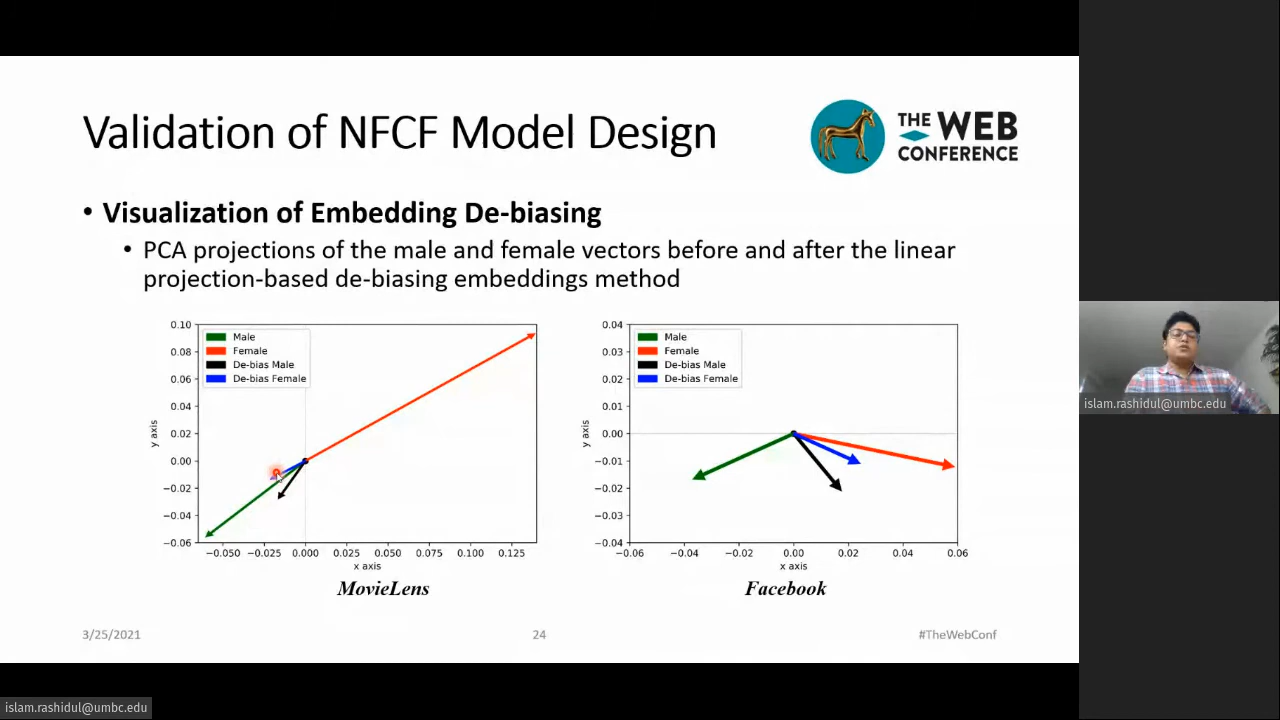 Validation of NFCF Model Design
THE WEB
CONFERENCE
• Visualization of Embedding De-biasing
• PCA projections of the male and female vectors before and after the linear
projection-based de-biasing embeddings method
Male
Female
De-bias Male
De-bias Female
0.10
0.08
0.06
0.04
0.02
0.00
−0.02
−0.04
−0.06
y axis
−0.050 −0.025 0.000 0.025 0.050 0.075 0.100 0.125
x axis
MovieLens
Male
Female
De-bias Male
De-bias Female
0.04
0.03
0.02
0.01
0.00
−0.01
−0.02
−0.03
−0.04
y axis
−0.06 −0.04 −0.02 0.00 0.02 0.04 0.06
x axis
Facebook
3/25/2021
24
#TheWebConf
islam.rashidul@umbc.edu
islam.rashidul@umbc.edu